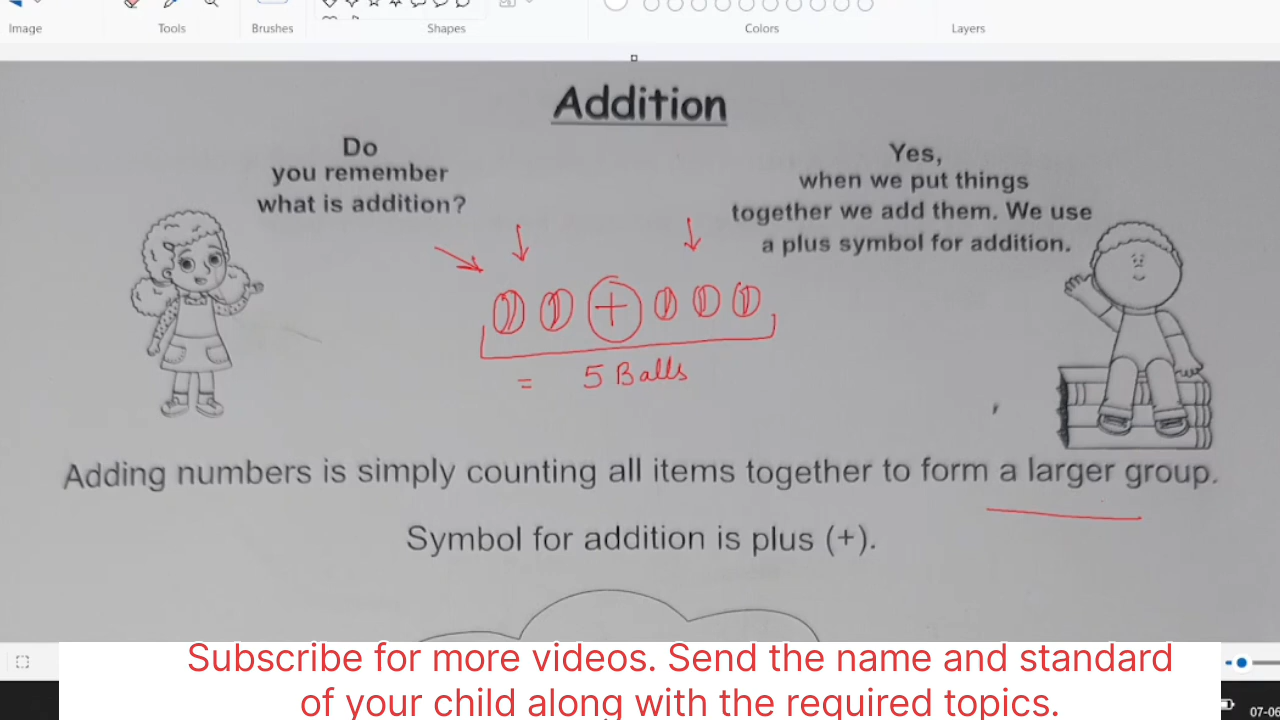 Image
Tools
Brushes
Shapes
Colors
Layers
Addition
Do
you remember
what is addition?
Yes,
when we put things
together we add them. We use
a plus symbol for addition.
+
= 5 Balls
Adding numbers is simply counting all items together to form a larger group.
Symbol for addition is plus (+).
Subscribe for more videos. Send the name and standard
of your child along with the required topics.
07-06